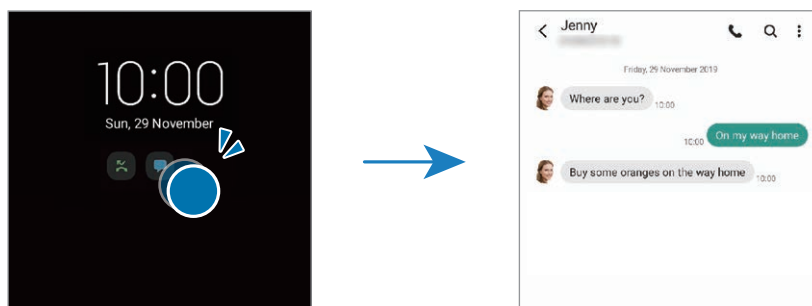 10:00
Sun, 29 November
Jenny
Friday, 29 November 2019
Where are you?
10:00
10:00
On my way home
Buy some oranges on the way home
10:00